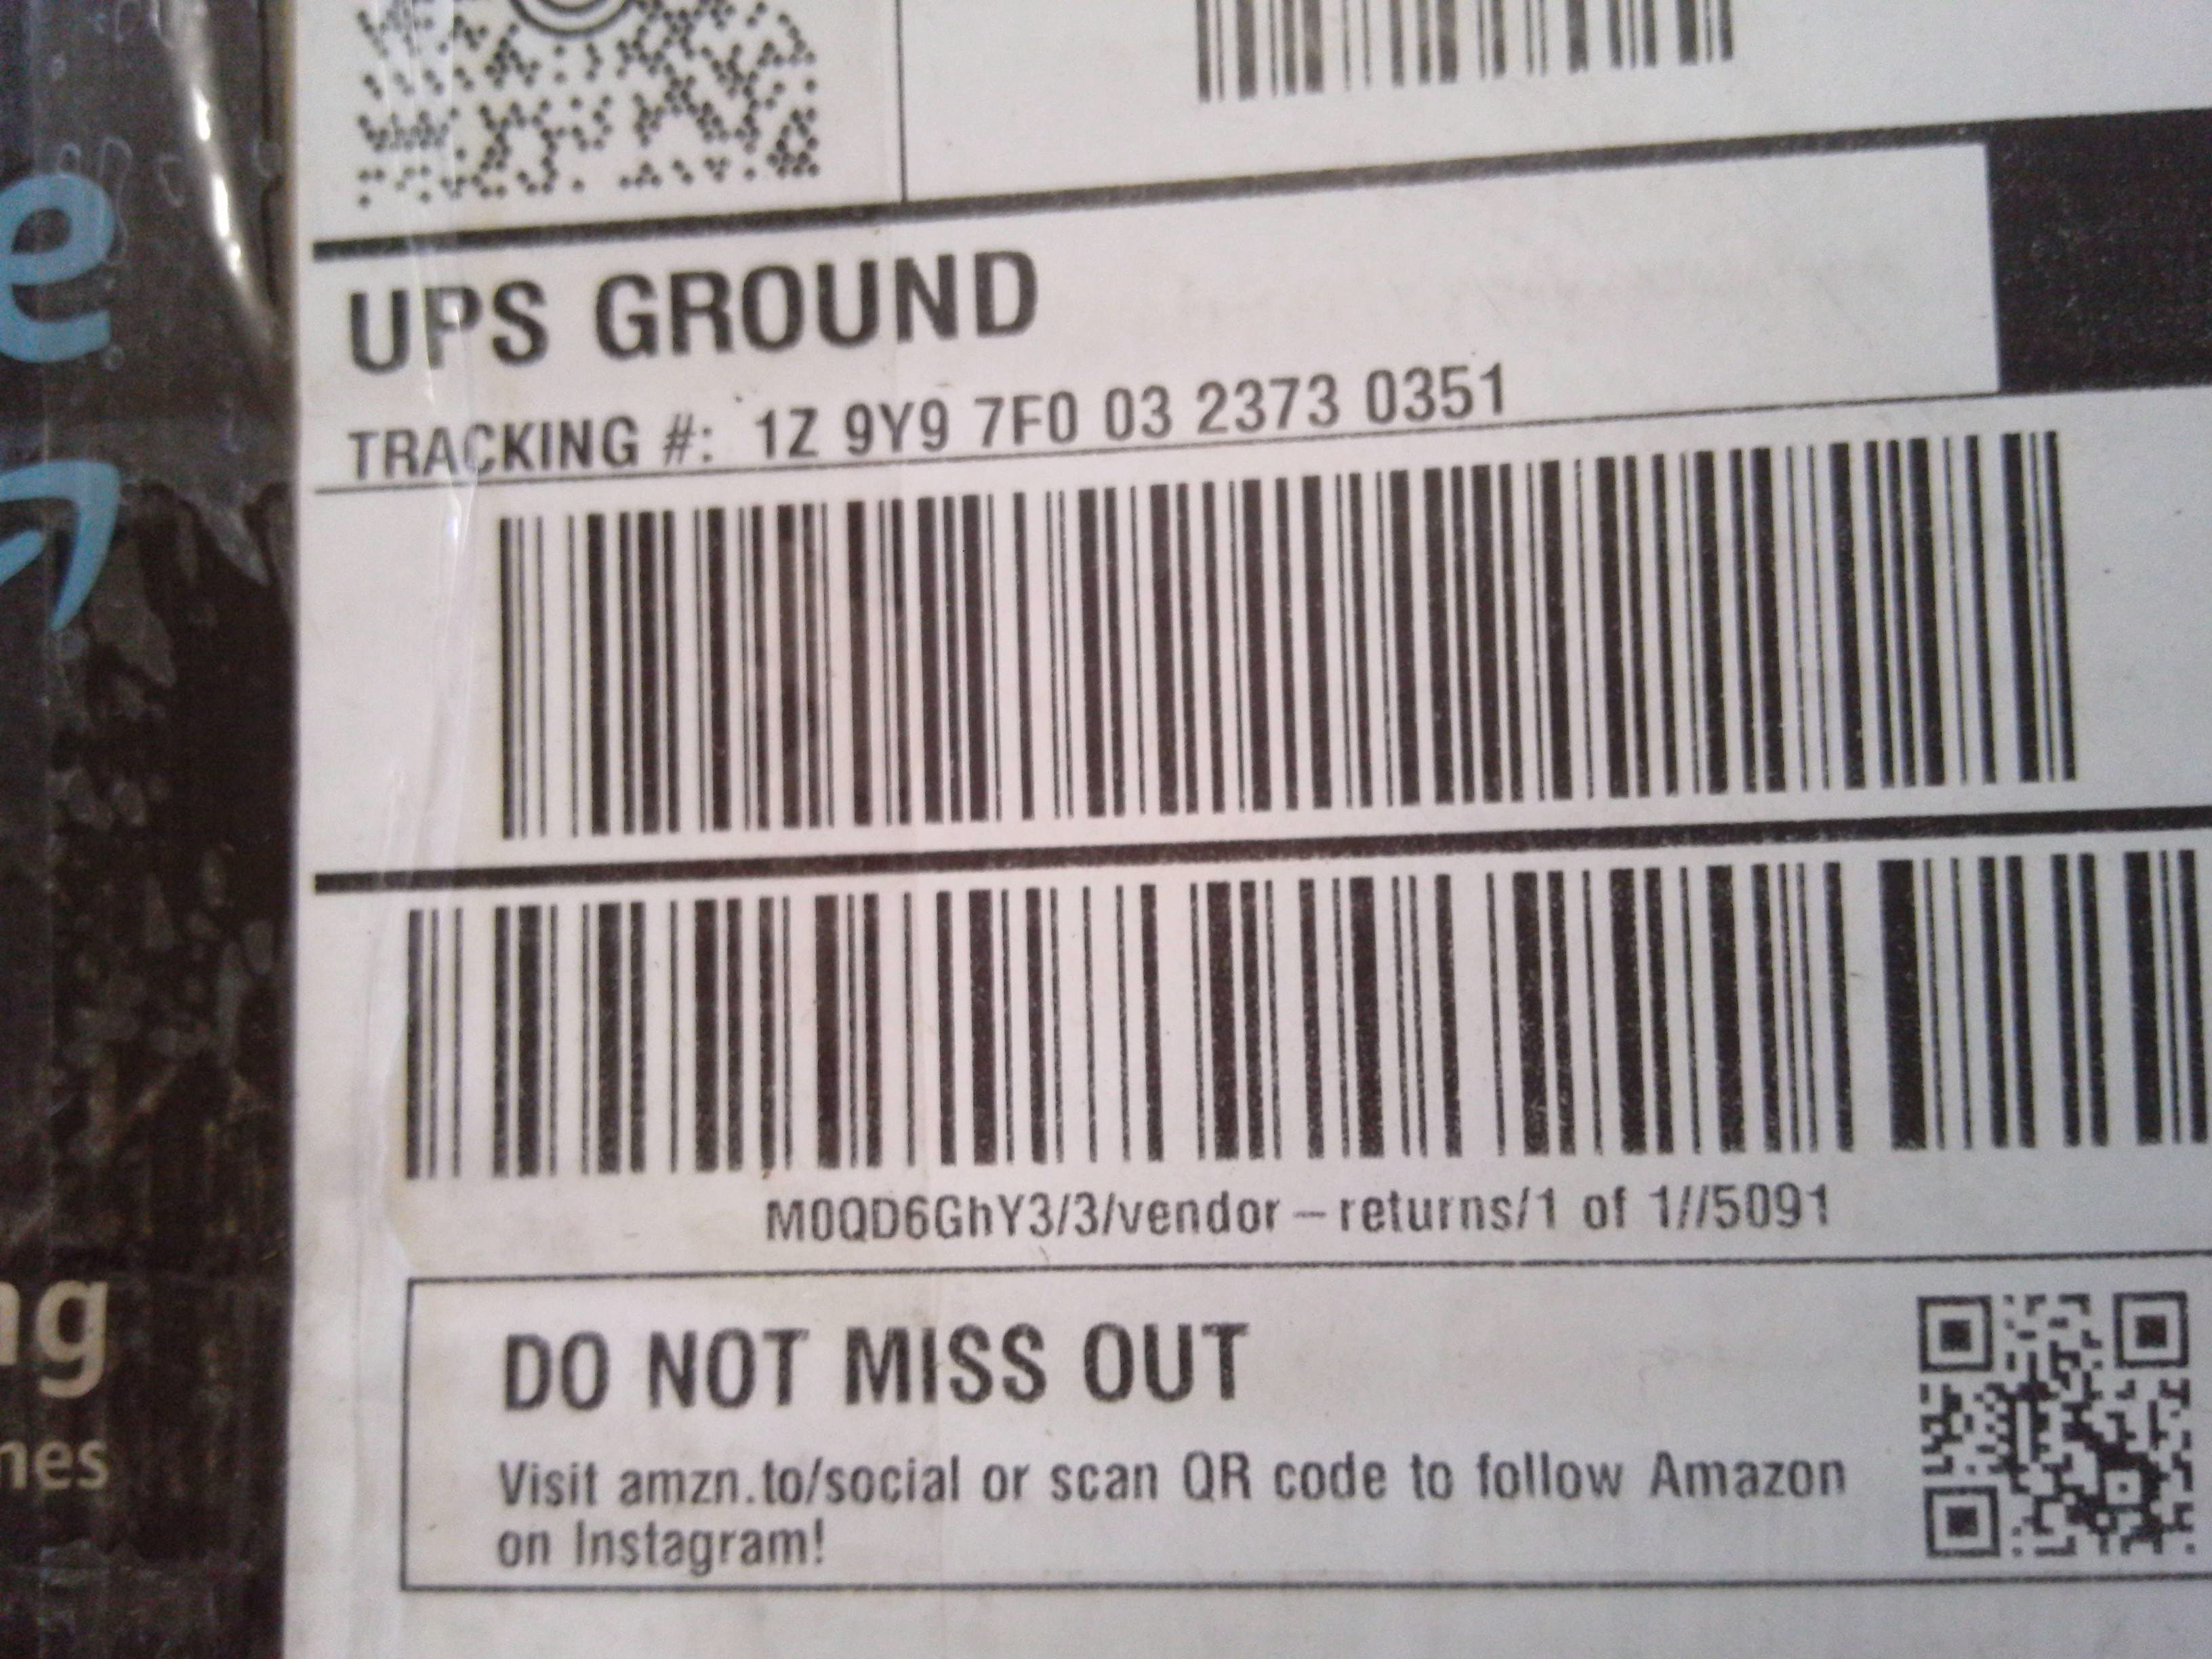 e
UPS GROUND
TRACKING #: 1Z 9Y9 7F0 03 2373 0351
M0QD6GhY3/3/vendor – returns/1 of 1//5091
ng
nes
DO NOT MISS OUT
Visit amzn.to/social or scan QR code to follow Amazon
on Instagram!